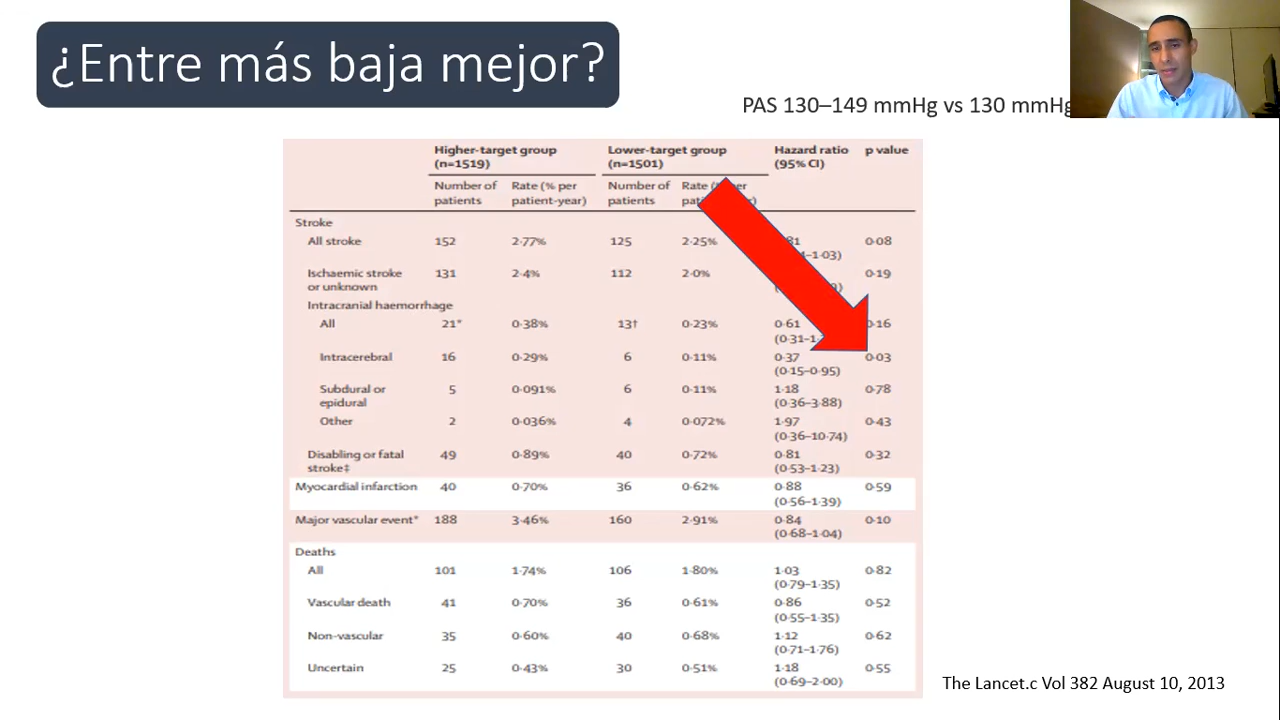 ¿Entre más baja mejor?
PAS 130–149 mmHg vs 130 mmHg
Higher-target group Lower-target group Hazard ratio p value
(n=1519) (n=1501) (95% CI)
Number of Rate (% per Number of Rate
patients patient-year) patients
Stroke
All stroke 152 2·77% 125 2·25% 0·08
–1·03)
Ischaemic stroke 131 2·4% 112 2·0% 0·19
or unknown
Intracranial haemorrhage
All 21* 0·38% 13† 0·23% 0·61 0·16
(0·31–1·
Intracerebral 16 0·29% 6 0·11% 0·37 0·03
(0·15–0·95)
Subdural or 5 0·091% 6 0·11% 1·18 0·78
epidural (0·36–3·88)
Other 2 0·036% 4 0·072% 1·97 0·43
(0·36–10·74)
Disabling or fatal 49 0·89% 40 0·72% 0·81 0·32
stroke‡ (0·53–1·23)
Myocardial infarction 40 0·70% 36 0·62% 0·88 0·59
(0·56–1·39)
Major vascular event* 188 3·46% 160 2·91% 0·84 0·10
(0·68–1·04)
Deaths
All 101 1·74% 106 1·80% 1·03 0·82
(0·79–1·35)
Vascular death 41 0·70% 36 0·61% 0·86 0·52
(0·55–1·35)
Non-vascular 35 0·60% 40 0·68% 1·12 0·62
(0·71–1·76)
Uncertain 25 0·43% 30 0·51% 1·18 0·55
(0·69–2·00)
The Lancet.c Vol 382 August 10, 2013